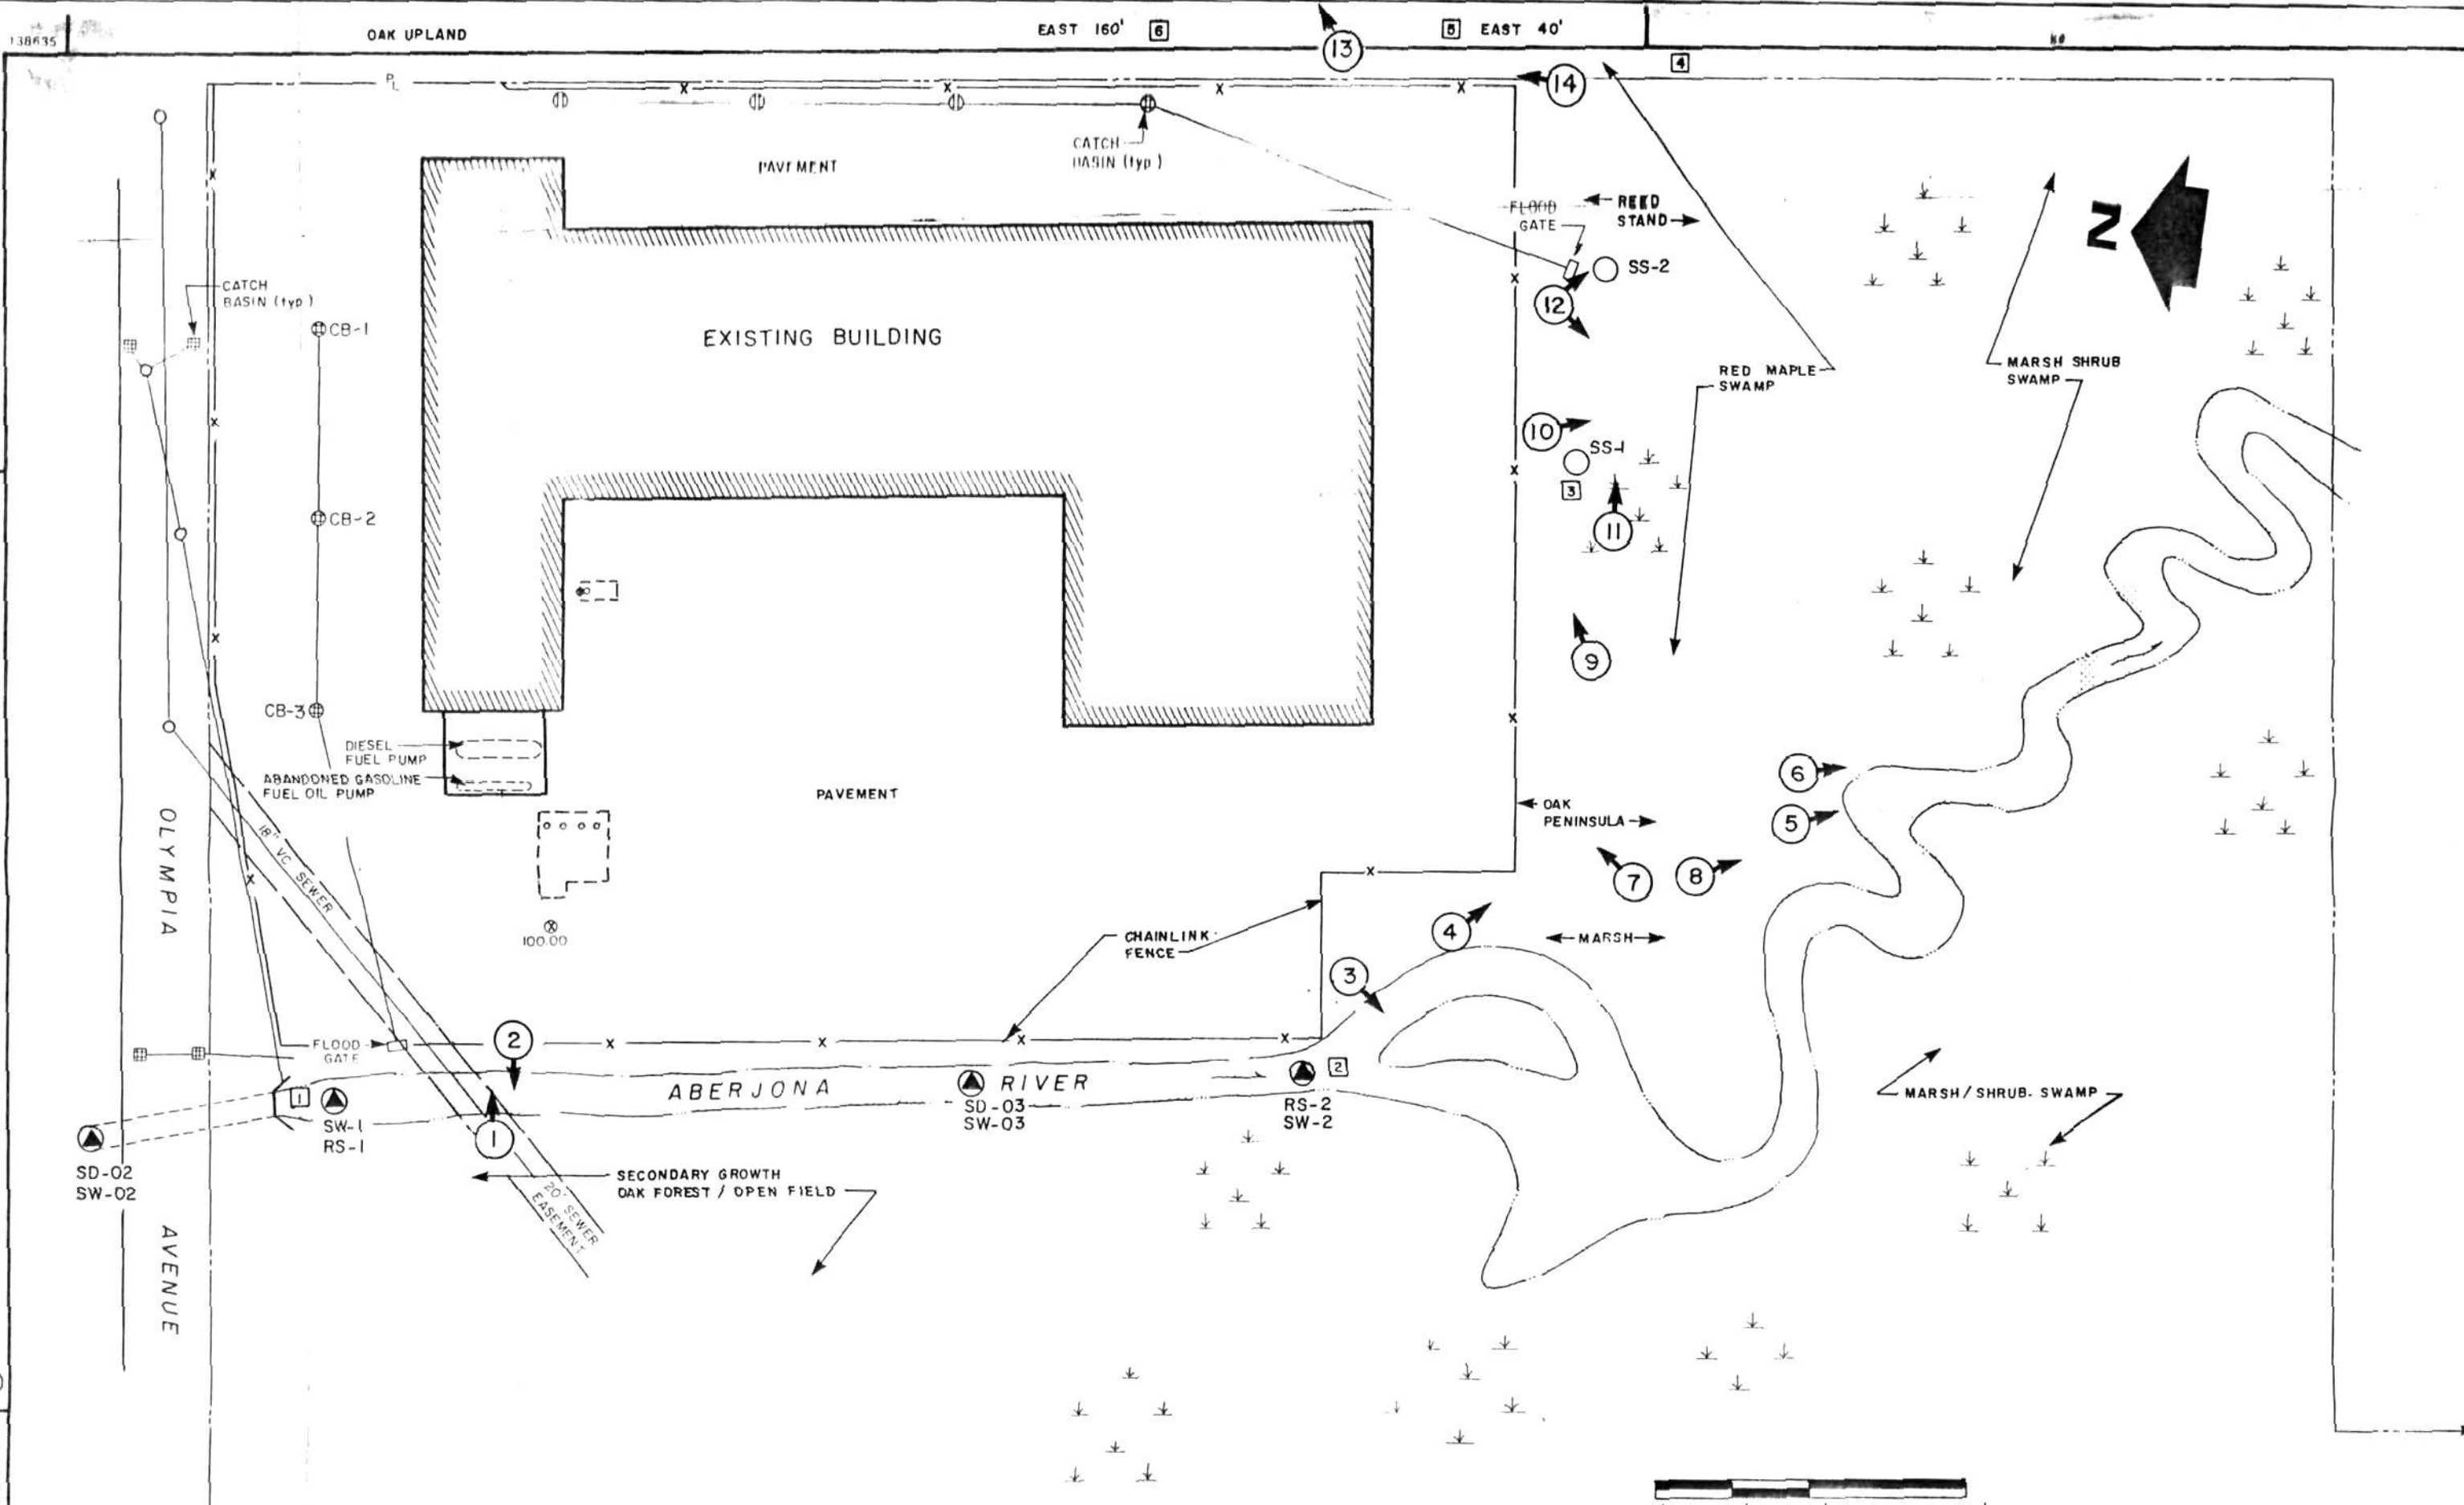 138635
OAK UPLAND
EAST 160' 6
5 EAST 40'
13
14
4
PL
CATCH
BASIN (typ)
PAVEMENT
FLOOD
GATE
REED
STAND
SS-2
12
N
CATCH
BASIN (typ)
CB-1
EXISTING BUILDING
RED MAPLE
SWAMP
MARSH SHRUB
SWAMP
10
SS-1
3
11
CB-2
9
CB-3
DIESEL
FUEL PUMP
ABANDONED GASOLINE
FUEL OIL PUMP
PAVEMENT
OAK
PENINSULA
6
5
7
8
18" VC SEWER
OLYMPIA
AVENUE
100.00
CHAINLINK
FENCE
4
MARSH
3
FLOOD
GATE
2
ABERJONA RIVER
1
SW-1
RS-1
SD-03
SW-03
2
RS-2
SW-2
MARSH/SHRUB. SWAMP
1
SD-02
SW-02
SECONDARY GROWTH
OAK FOREST / OPEN FIELD
20' SEWER
EASEMENT